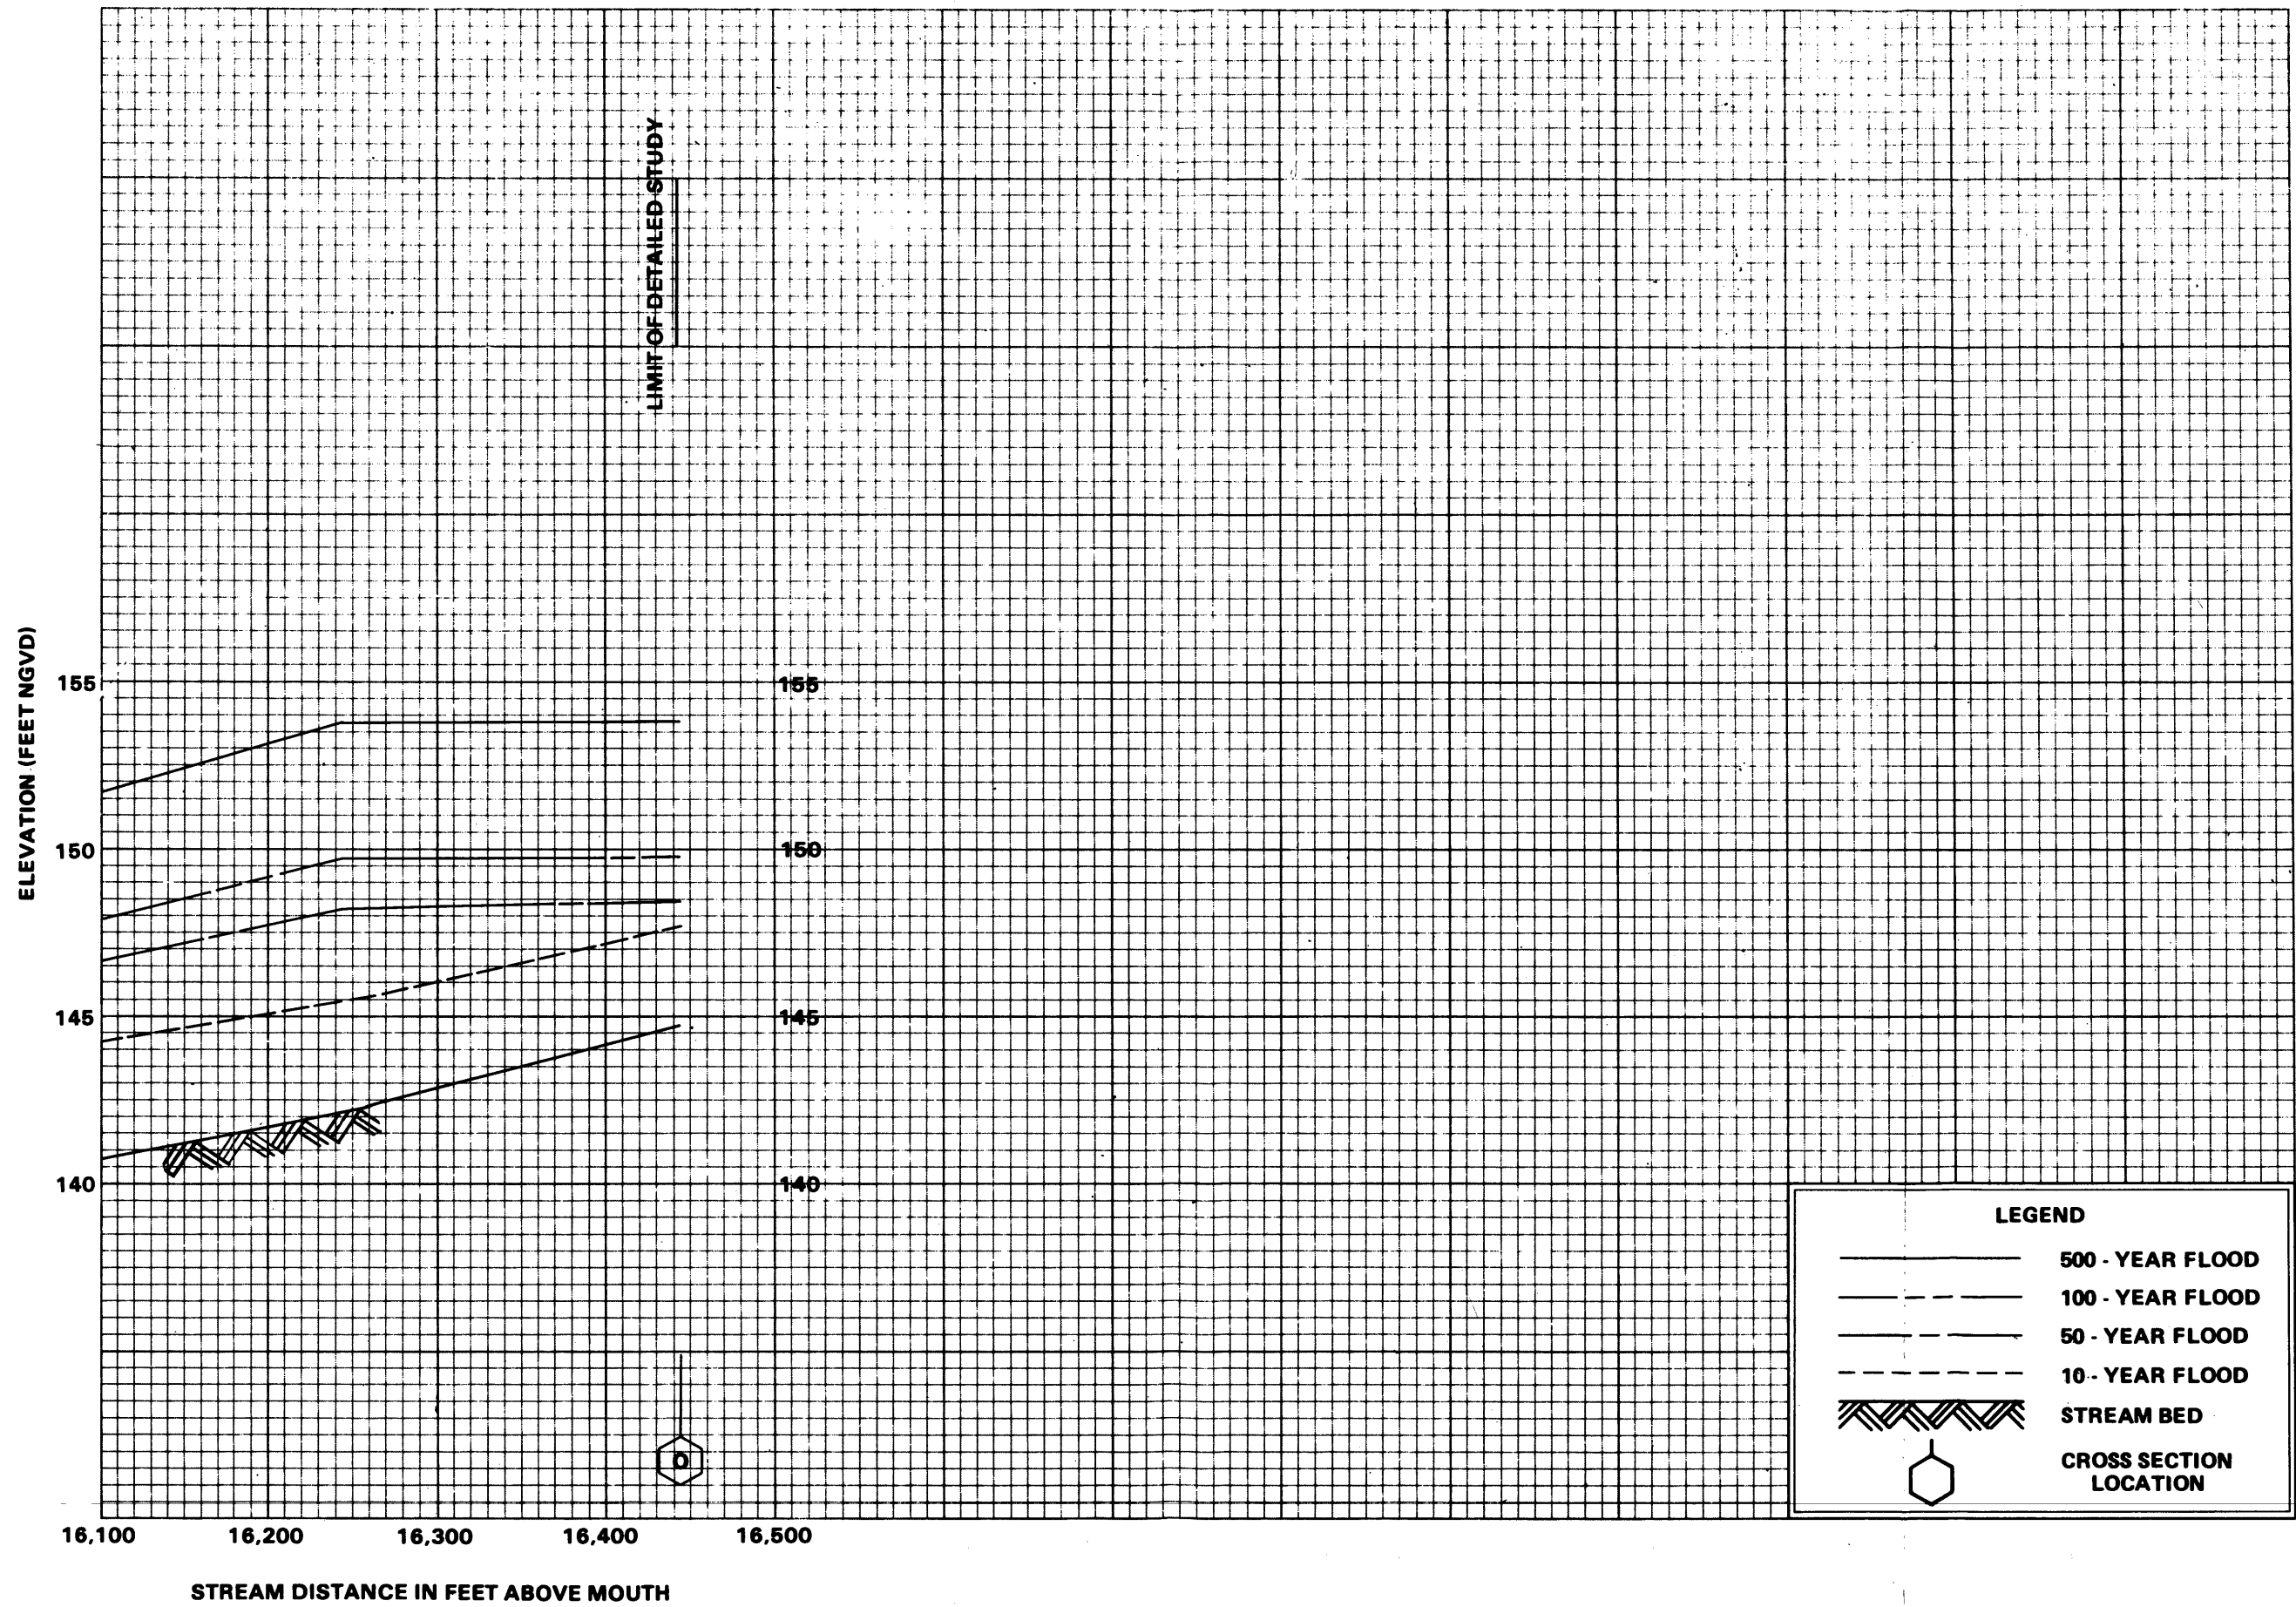 LIMIT OF DETAILED STUDY
ELEVATION (FEET NGVD)
155
155
150
150
145
145
140
140
O
16,100
16,200
16,300
16,400
16,500
STREAM DISTANCE IN FEET ABOVE MOUTH
LEGEND
500 - YEAR FLOOD
100 - YEAR FLOOD
50 - YEAR FLOOD
10 - YEAR FLOOD
STREAM BED
CROSS SECTION
LOCATION